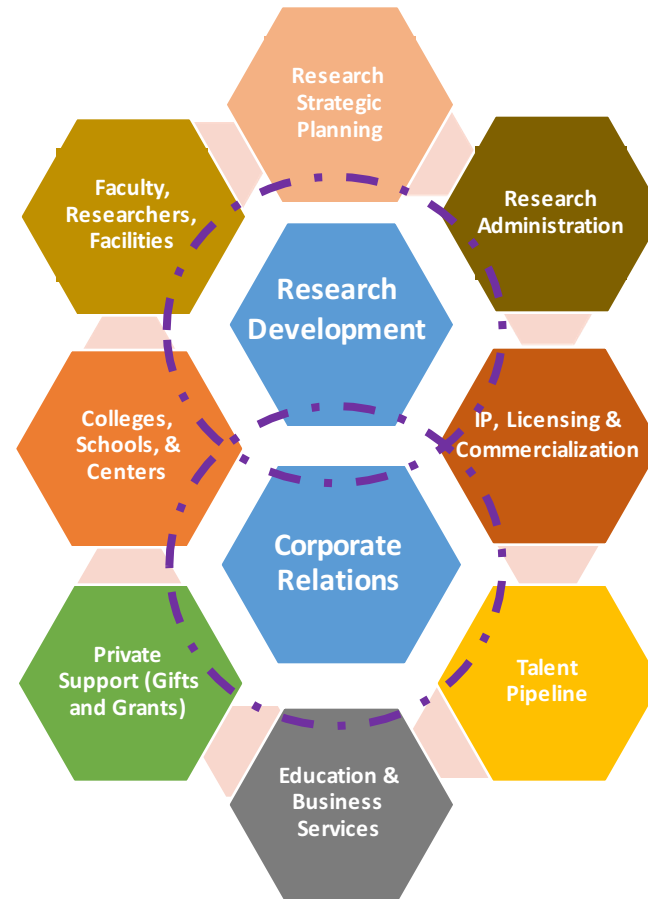 Research
Strategic
Planning
Faculty,
Researchers,
Facilities
Research
Administration
Research
Development
Colleges,
Schools, &
Centers
IP, Licensing &
Commercialization
Corporate
Relations
Private
Support (Gifts
and Grants)
Talent
Pipeline
Education &
Business
Services